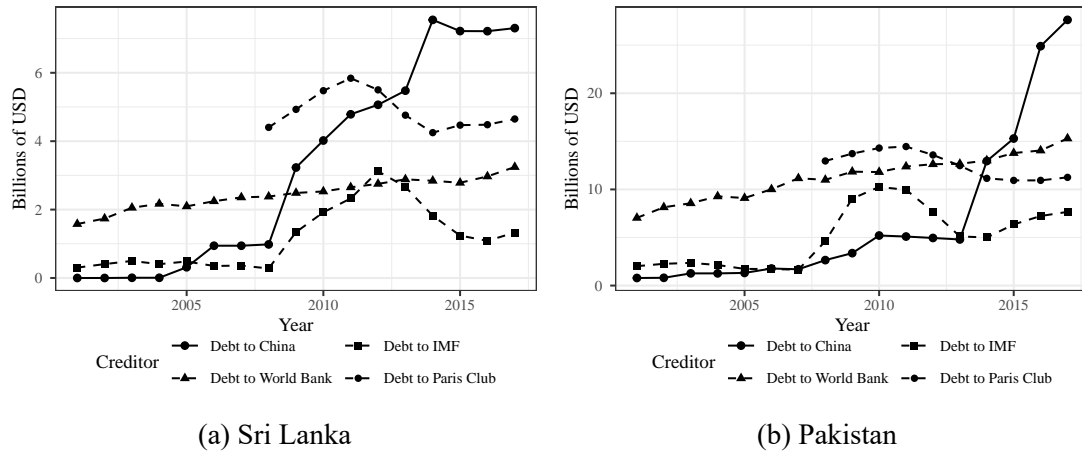 Billions of USD
6
4
2
0
2005 2010 2015
Year
Creditor
Debt to China Debt to IMF
Debt to World Bank Debt to Paris Club
(a) Sri Lanka
Billions of USD
20
10
0
2005 2010 2015
Year
Creditor
Debt to China Debt to IMF
Debt to World Bank Debt to Paris Club
(b) Pakistan